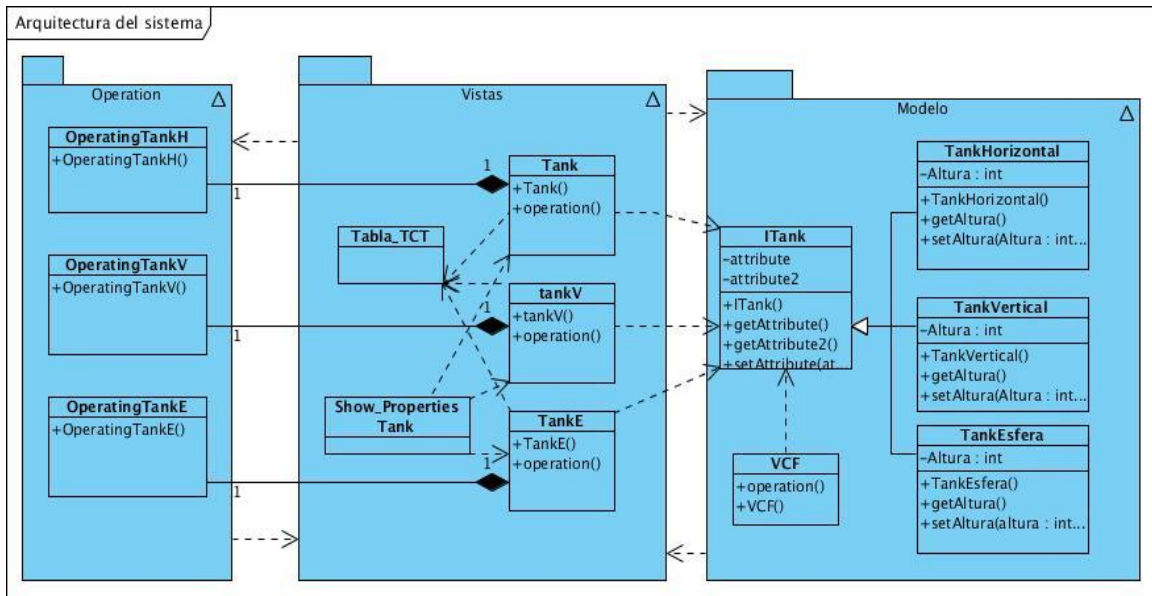 Arquitectura del sistema
Operation
OperatingTankH
+OperatingTankH()
1
OperatingTankV
+OperatingTankV()
1
OperatingTankE
+OperatingTankE()
1
Vistas
1
Tank
+Tank()
+operation()
Tabla_TCT
1
tankV
+tankV()
+operation()
Show_Properties
Tank
1
TankE
+TankE()
+operation()
Modelo
ITank
-attribute
-attribute2
+ITank()
+getAttribute()
+getAttribute2()
+setAttribute(at...
VCF
+operation()
+VCF()
TankHorizontal
-Altura : int
+TankHorizontal()
+getAltura()
+setAltura(Altura : int...
TankVertical
-Altura : int
+TankVertical()
+getAltura()
+setAltura(Altura : int...
TankEsfera
-Altura : int
+TankEsfera()
+getAltura()
+setAltura(altura : int...